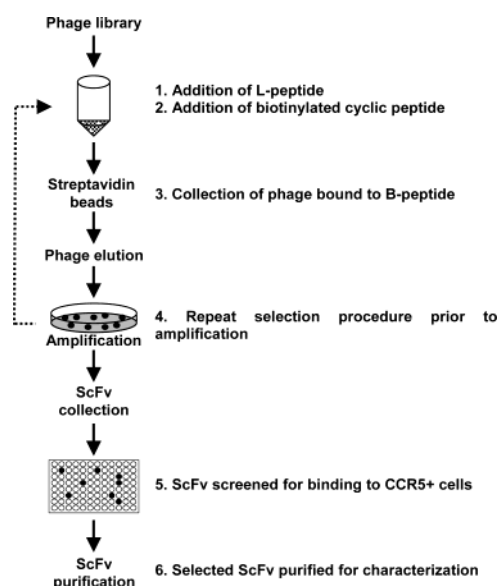 Phage library
1. Addition of L-peptide
2. Addition of biotinylated cyclic peptide
Streptavidin
beads
3. Collection of phage bound to B-peptide
Phage elution
4. Repeat selection procedure prior to
amplification
Amplification
ScFv
collection
5. ScFv screened for binding to CCR5+ cells
ScFv
purification
6. Selected ScFv purified for characterization